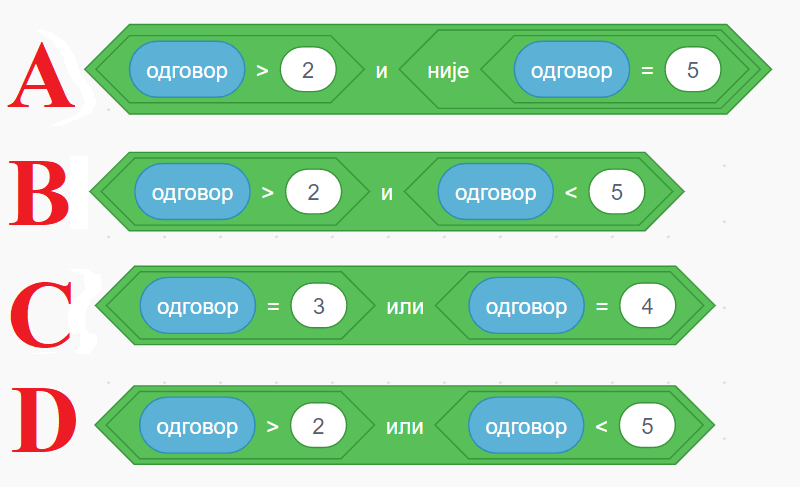 A одговор > 2 и није одговор = 5
B одговор > 2 и одговор < 5
C одговор = 3 или одговор = 4
D одговор > 2 или одговор < 5